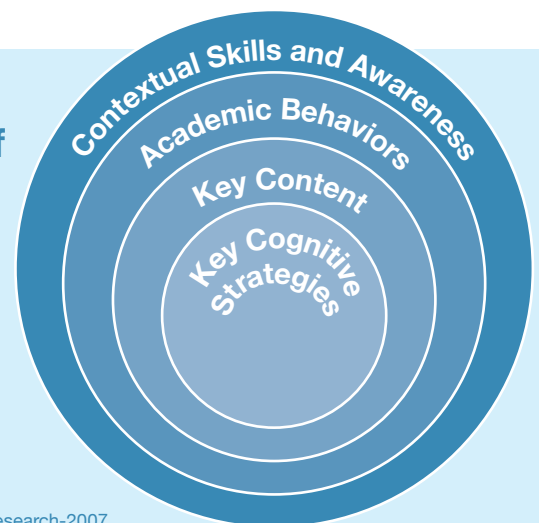 Contextual Skills and Awareness
f
Academic Behaviors
Key Content
Key Cognitive
Strategies
esearch-2007